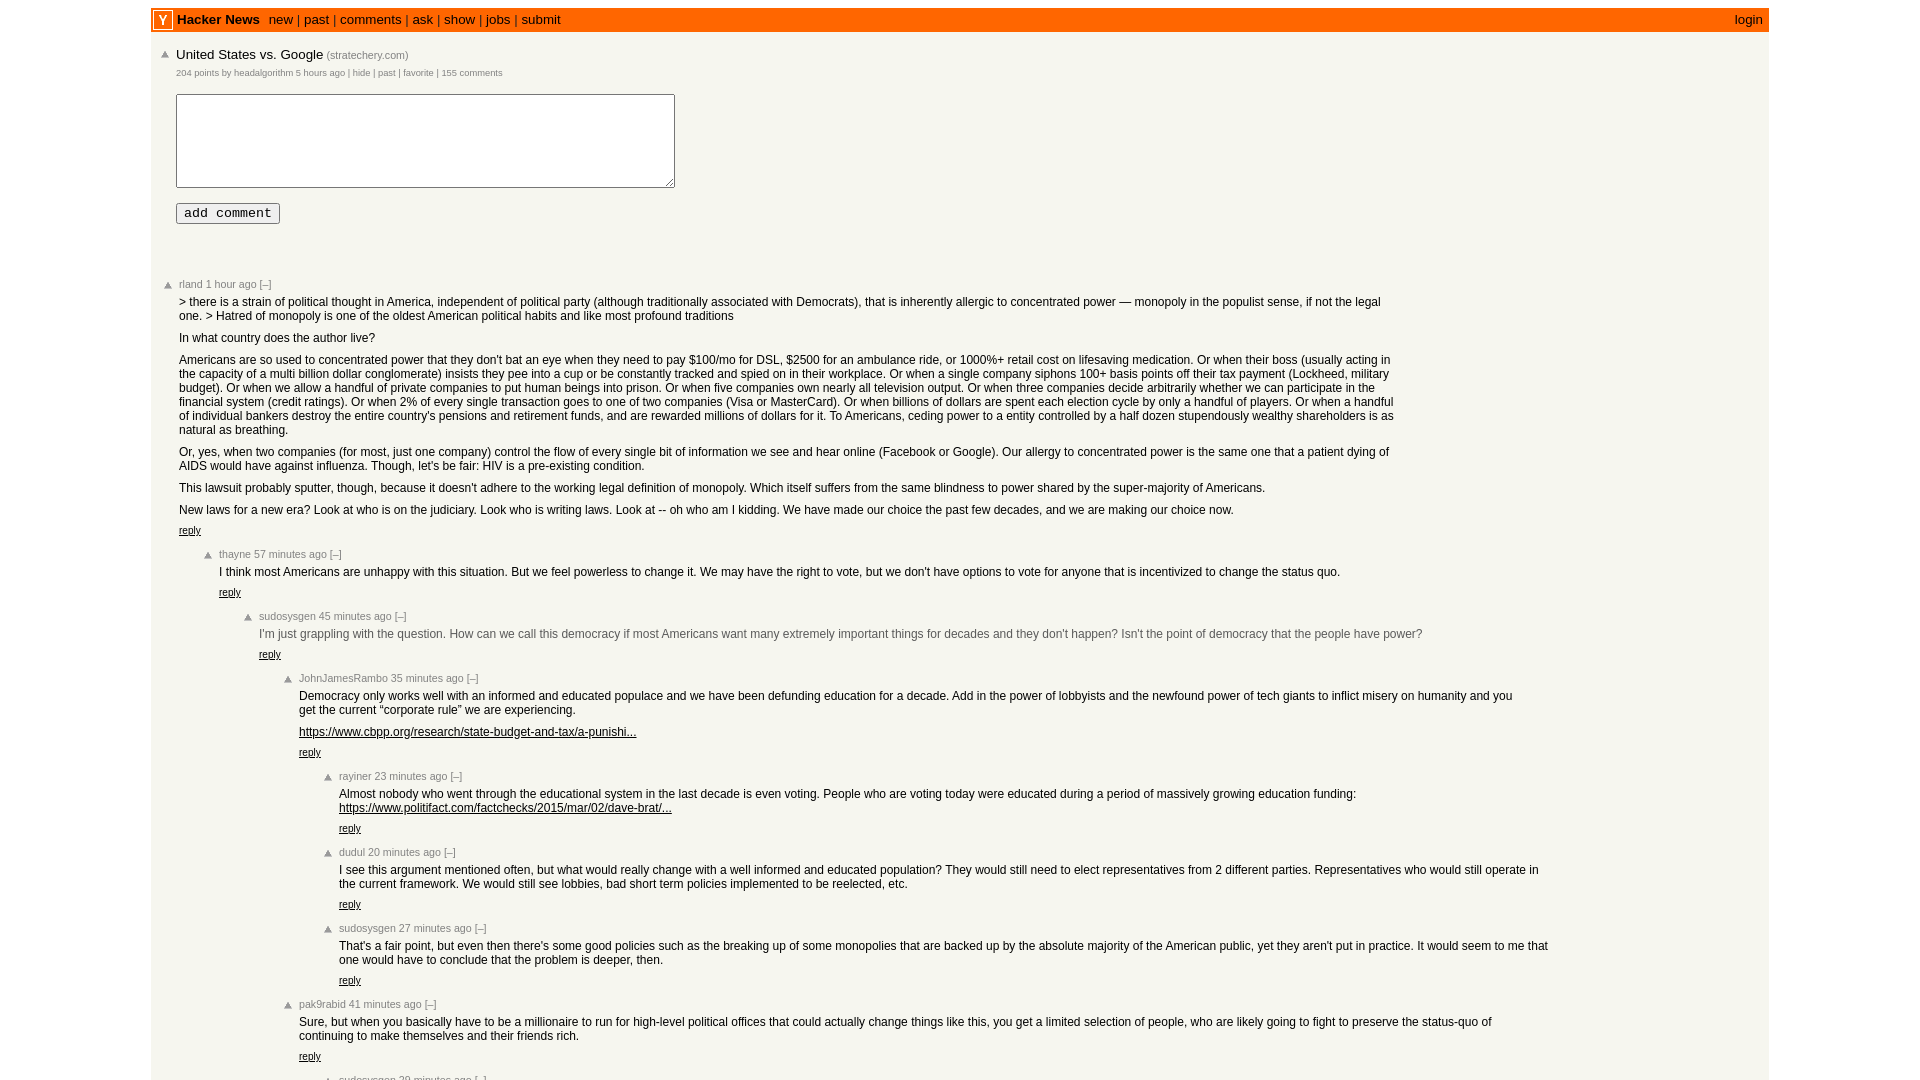 Y Hacker News new | past | comments | ask | show | jobs | submit login
United States vs. Google (stratechery.com)
204 points by headalgorithm 5 hours ago | hide | past | favorite | 155 comments
add comment
rland 1 hour ago [–]
> there is a strain of political thought in America, independent of political party (although traditionally associated with Democrats), that is inherently allergic to concentrated power — monopoly in the populist sense, if not the legal
one. > Hatred of monopoly is one of the oldest American political habits and like most profound traditions
In what country does the author live?
Americans are so used to concentrated power that they don't bat an eye when they need to pay $100/mo for DSL, $2500 for an ambulance ride, or 1000%+ retail cost on lifesaving medication. Or when their boss (usually acting in
the capacity of a multi billion dollar conglomerate) insists they pee into a cup or be constantly tracked and spied on in their workplace. Or when a single company siphons 100+ basis points off their tax payment (Lockheed, military
budget). Or when we allow a handful of private companies to put human beings into prison. Or when five companies own nearly all television output. Or when three companies decide arbitrarily whether we can participate in the
financial system (credit ratings). Or when 2% of every single transaction goes to one of two companies (Visa or MasterCard). Or when billions of dollars are spent each election cycle by only a handful of players. Or when a handful
of individual bankers destroy the entire country's pensions and retirement funds, and are rewarded millions of dollars for it. To Americans, ceding power to a entity controlled by a half dozen stupendously wealthy shareholders is as
natural as breathing.
Or, yes, when two companies (for most, just one company) control the flow of every single bit of information we see and hear online (Facebook or Google). Our allergy to concentrated power is the same one that a patient dying of
AIDS would have against influenza. Though, let's be fair: HIV is a pre-existing condition.
This lawsuit probably sputter, though, because it doesn't adhere to the working legal definition of monopoly. Which itself suffers from the same blindness to power shared by the super-majority of Americans.
New laws for a new era? Look at who is on the judiciary. Look who is writing laws. Look at -- oh who am I kidding. We have made our choice the past few decades, and we are making our choice now.
reply
thayne 57 minutes ago [–]
I think most Americans are unhappy with this situation. But we feel powerless to change it. We may have the right to vote, but we don't have options to vote for anyone that is incentivized to change the status quo.
reply
sudosysgen 45 minutes ago [–]
I'm just grappling with the question. How can we call this democracy if most Americans want many extremely important things for decades and they don't happen? Isn't the point of democracy that the people have power?
reply
JohnJamesRambo 35 minutes ago [–]
Democracy only works well with an informed and educated populace and we have been defunding education for a decade. Add in the power of lobbyists and the newfound power of tech giants to inflict misery on humanity and you
get the current “corporate rule” we are experiencing.
https://www.cbpp.org/research/state-budget-and-tax/a-punishi...
reply
rayiner 23 minutes ago [–]
Almost nobody who went through the educational system in the last decade is even voting. People who are voting today were educated during a period of massively growing education funding:
https://www.politifact.com/factchecks/2015/mar/02/dave-brat/...
reply
dudul 20 minutes ago [–]
I see this argument mentioned often, but what would really change with a well informed and educated population? They would still need to elect representatives from 2 different parties. Representatives who would still operate in
the current framework. We would still see lobbies, bad short term policies implemented to be reelected, etc.
reply
sudosysgen 27 minutes ago [–]
That's a fair point, but even then there's some good policies such as the breaking up of some monopolies that are backed up by the absolute majority of the American public, yet they aren't put in practice. It would seem to me that
one would have to conclude that the problem is deeper, then.
reply
pak9rabid 41 minutes ago [–]
Sure, but when you basically have to be a millionaire to run for high-level political offices that could actually change things like this, you get a limited selection of people, who are likely going to fight to preserve the status-quo of
continuing to make themselves and their friends rich.
reply
sudosysgen 29 minutes ago [–]